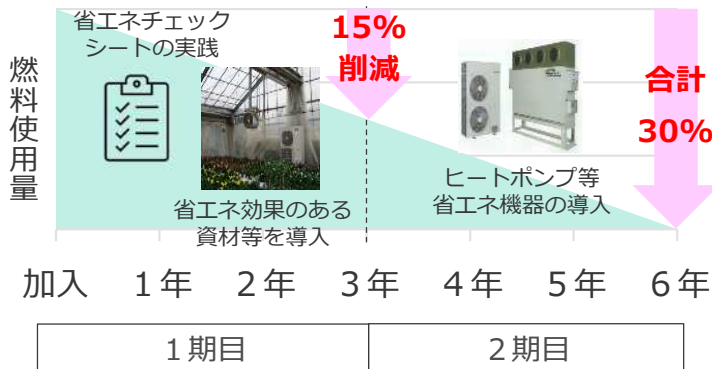 省エネチェック
シートの実践
15%
削減
合計
30%
燃料使用量
省エネ効果のある
資材等を導入
ヒートポンプ等
省エネ機器の導入
加入 1年 2年 3年 4年 5年 6年
1期目 2期目